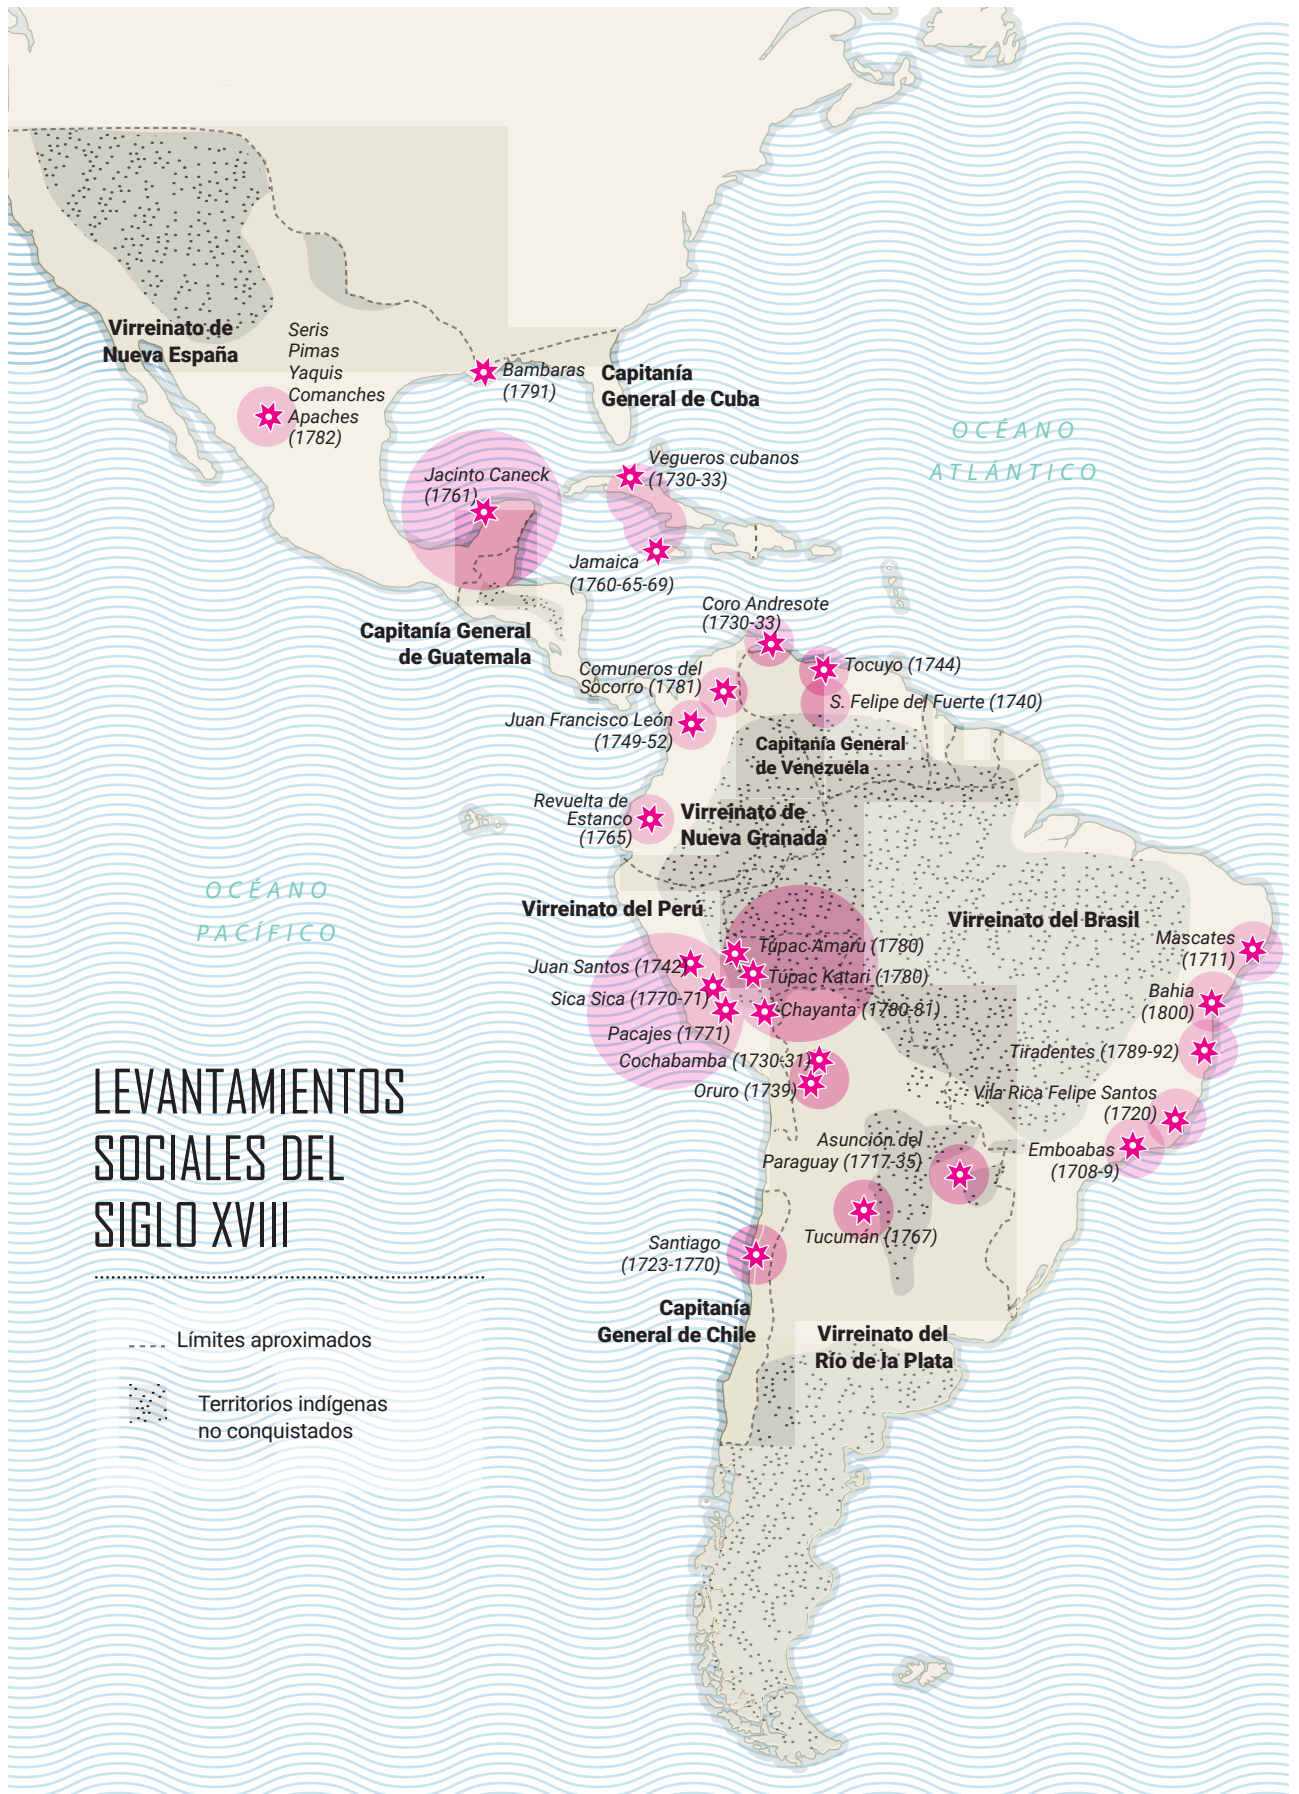 Virreinato de
Nueva España
Seris
Pimas
Yaquis
Comanches
Apaches
(1782)
Bambaras
(1791)
Capitanía
General de Cuba
OCÉANO
ATLÁNTICO
Vegueros cubanos
(1730-33)
Jacinto Caneck
(1761)
Jamaica
(1760-65-69)
Coro Andresote
(1730-33)
Capitanía General
de Guatemala
Comuneros del
Socorro (1781)
Tocuyo (1744)
S. Felipe del Fuerte (1740)
Juan Francisco León
(1749-52)
Capitanía General
de Venezuela
Revuelta de
Estanco
(1765)
Virreinato de
Nueva Granada
OCÉANO
PACÍFICO
Virreinato del Perú
Virreinato del Brasil
Mascates
(1711)
Túpac Amaru (1780)
Juan Santos (1742)
Túpac Katari (1780)
Sica Sica (1770-71)
Chayanta (1780-81)
Bahia
(1800)
Pacajes (1771)
Cochabamba (1730-31)
Tiradentes (1789-92)
Oruro (1739)
Vila Rica Felipe Santos
(1720)
LEVANTAMIENTOS
SOCIALES DEL
SIGLO XVIII
Asunción del
Paraguay (1717-35)
Emboabas
(1708-9)
Tucumán (1767)
Santiago
(1723-1770)
Capitanía
General de Chile
Virreinato del
Río de la Plata
Límites aproximados
Territorios indígenas
no conquistados